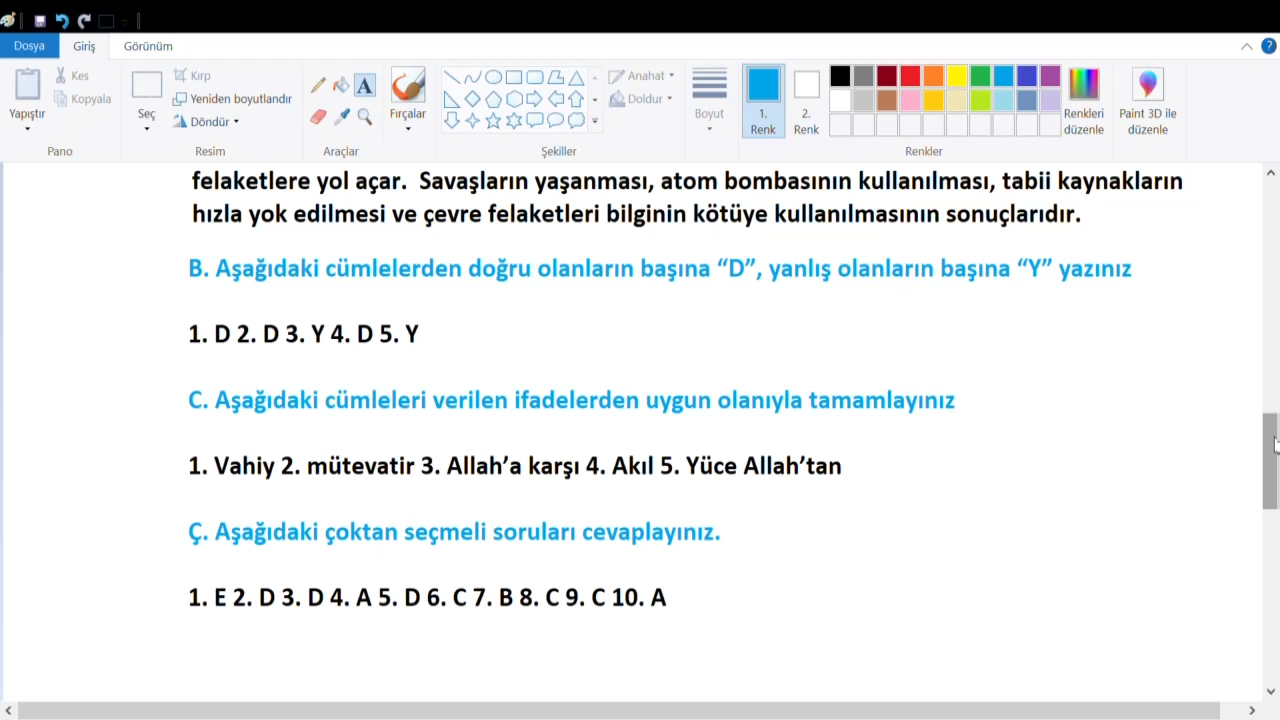 Dosya Giriş Görünüm
Yapıştır
Kes
Kopyala
Pano
Seç
Kırp
Yeniden boyutlandır
Döndür
Resim
Araçlar
Fırçalar
Anahat
Doldur
Şekiller
Boyut
1. Renk
2. Renk
Renkleri düzenle
Renkler
Paint 3D ile düzenle
felaketlere yol açar. Savaşların yaşanması, atom bombasının kullanılması, tabii kaynakların
hızla yok edilmesi ve çevre felaketleri bilginin kötüye kullanılmasının sonuçlarıdır.
B. Aşağıdaki cümlelerden doğru olanların başına “D”, yanlış olanların başına “Y” yazınız
1. D 2. D 3. Y 4. D 5. Y
C. Aşağıdaki cümleleri verilen ifadelerden uygun olanıyla tamamlayınız
1. Vahiy 2. mütevatir 3. Allah’a karşı 4. Akıl 5. Yüce Allah’tan
Ç. Aşağıdaki çoktan seçmeli soruları cevaplayınız.
1. E 2. D 3. D 4. A 5. D 6. C 7. B 8. C 9. C 10. A